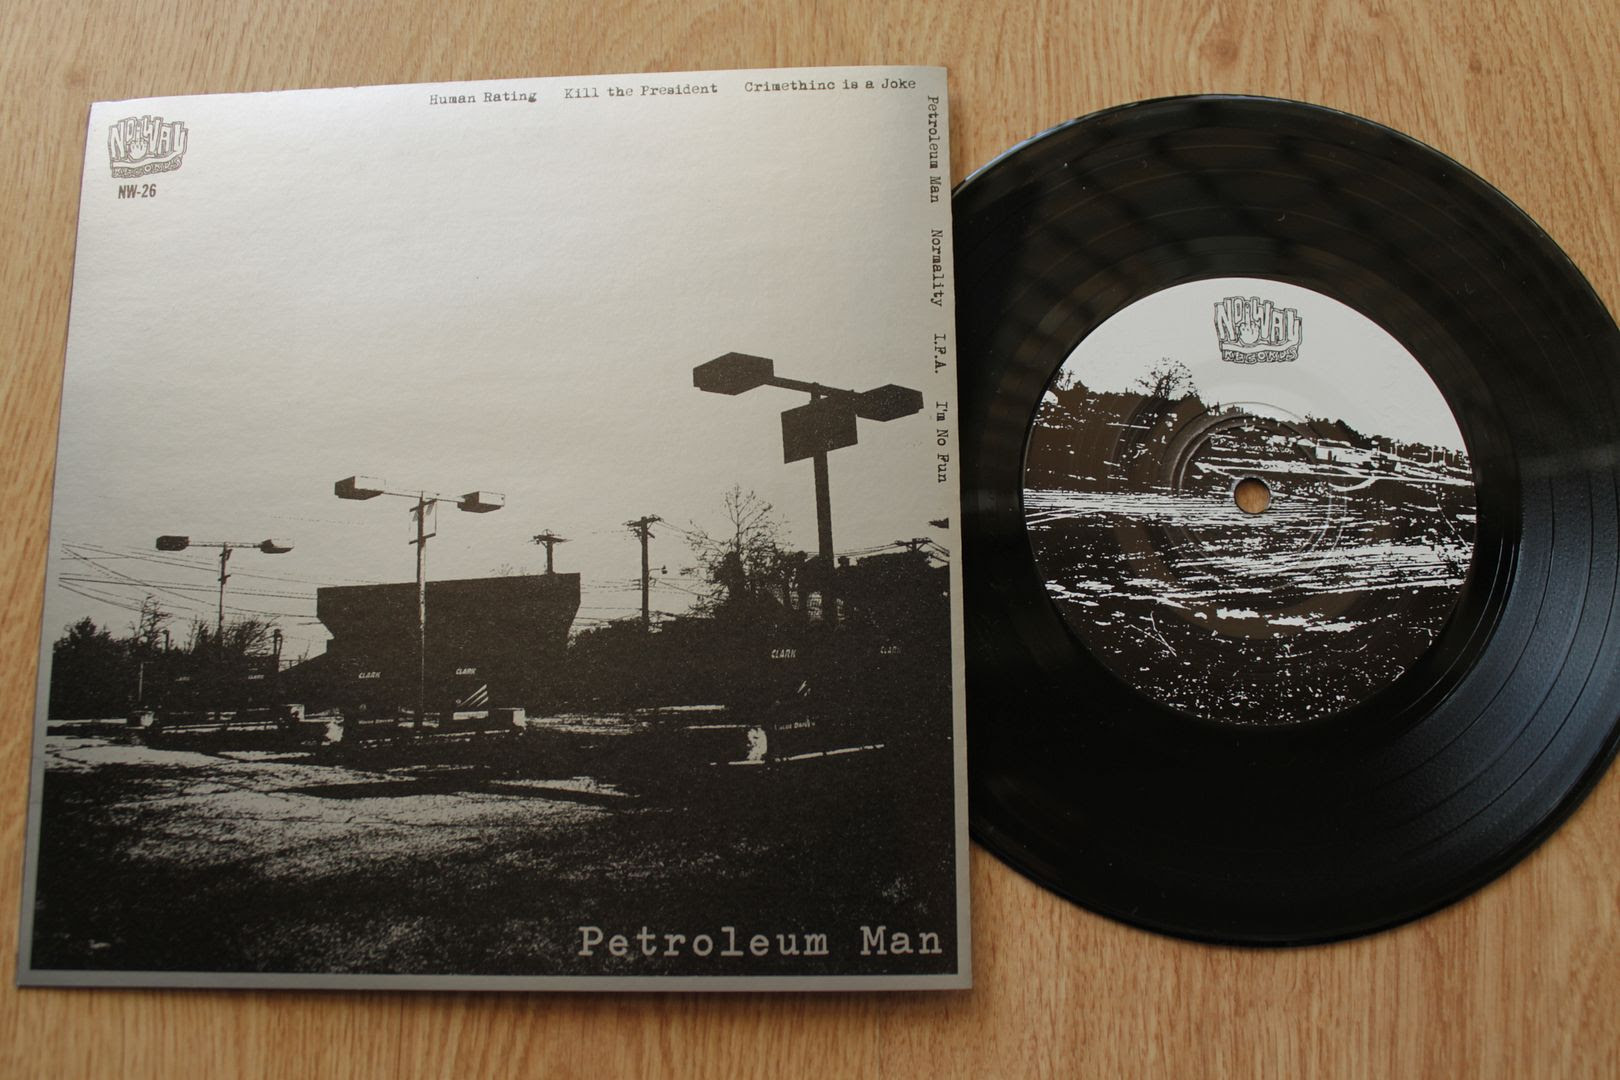 Human Rating Kill the President Crimethinc is a Joke
Petroleum Man Normality I.F.A. I'm No Fun
NO WAY
RECORDS
NW-26
CLARK
CLARK
CLARK
CLARK
Petroleum Man
NO WAY
RECORDS